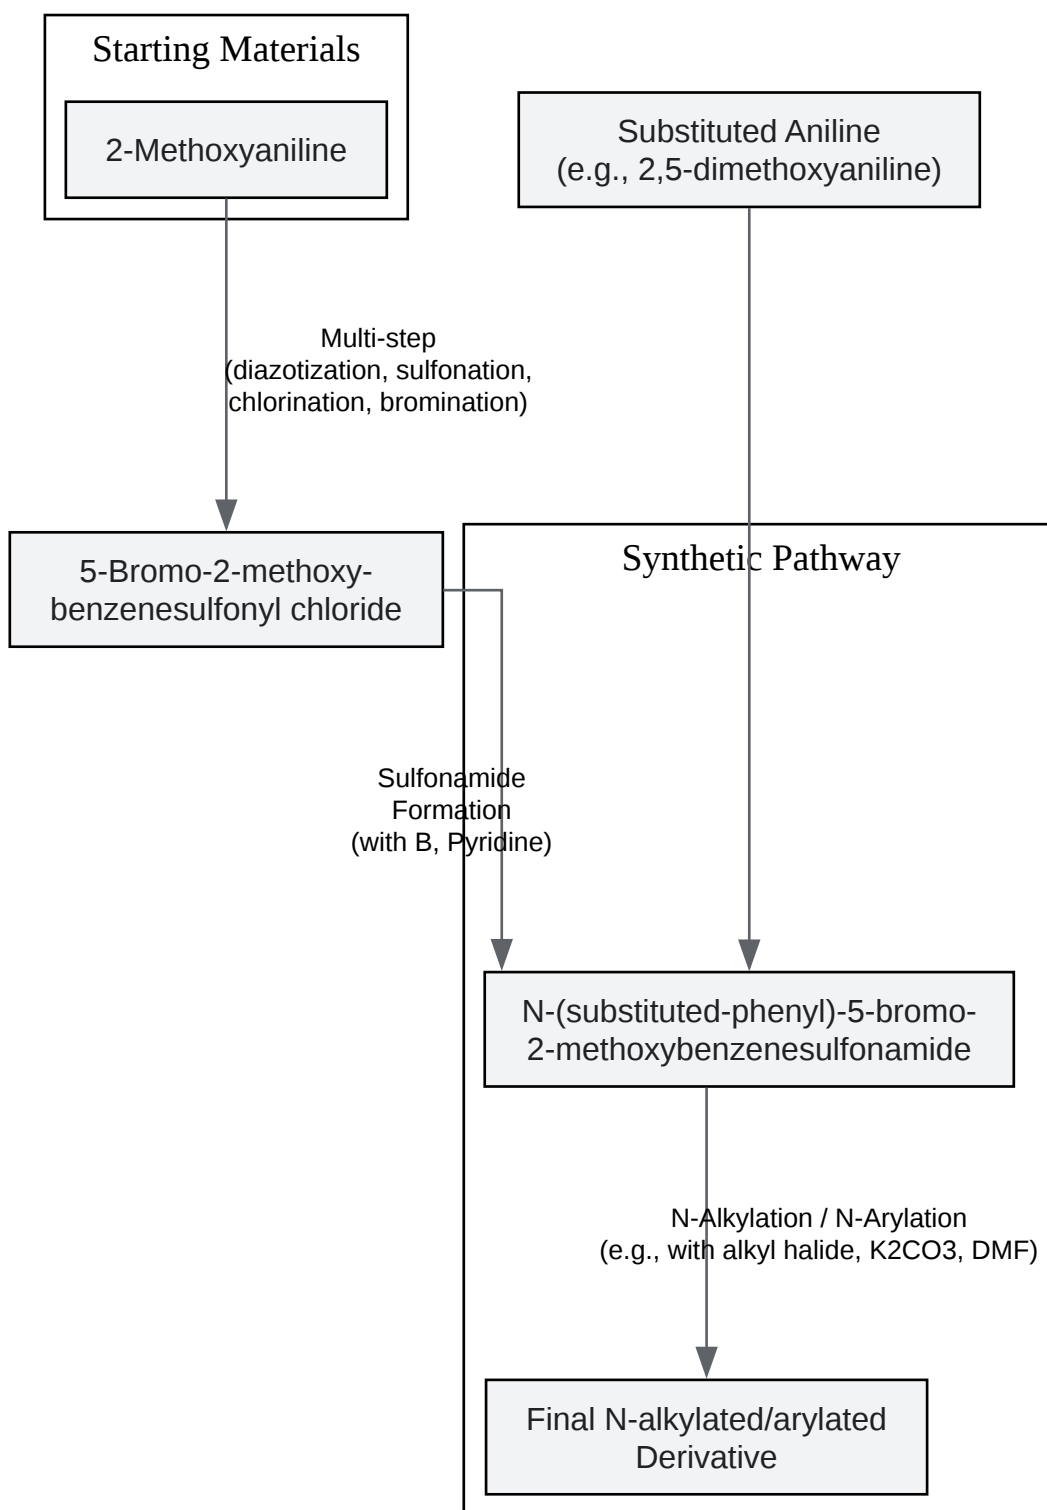 Starting Materials
2-Methoxyaniline
Substituted Aniline
(e.g., 2,5-dimethoxyaniline)
Multi-step
(diazotization, sulfonation,
chlorination, bromination)
5-Bromo-2-methoxy-
benzenesulfonyl chloride
Synthetic Pathway
Sulfonamide
Formation
(with B, Pyridine)
N-(substituted-phenyl)-5-bromo-
2-methoxybenzenesulfonamide
N-Alkylation / N-Arylation
(e.g., with alkyl halide, K2CO3, DMF)
Final N-alkylated/arylated
Derivative